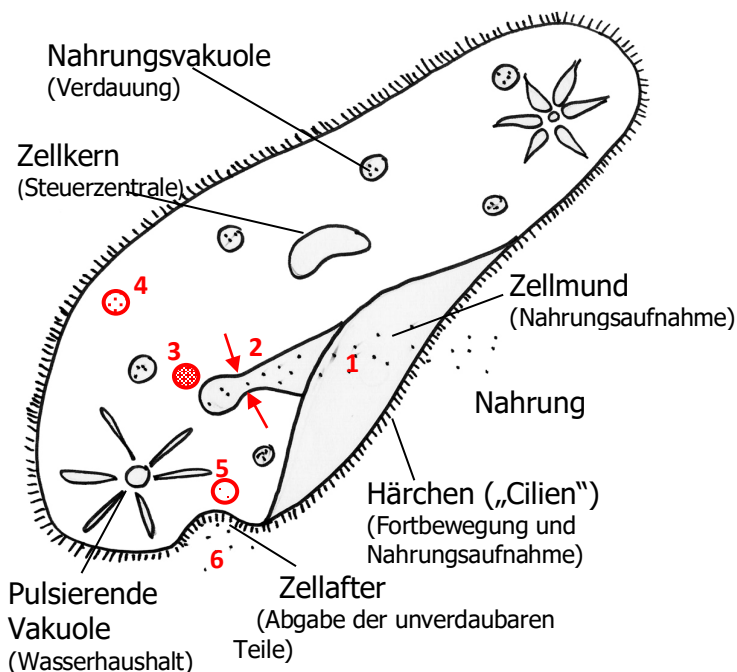 Nahrungsvakuole
(Verdauung)
Zellkern
(Steuerzentrale)
4
3
2
1
Zellmund
(Nahrungsaufnahme)
Nahrung
5
6
Härchen („Cilien“)
(Fortbewegung und
Nahrungsaufnahme)
Zellafter
(Abgabe der unverdaubaren
Teile)
Pulsierende
Vakuole
(Wasserhaushalt)